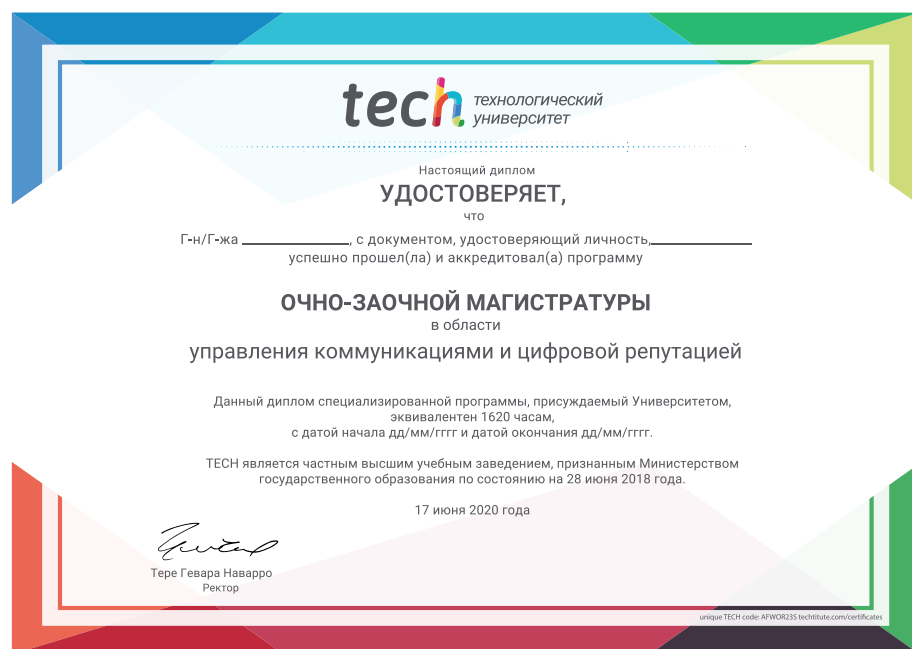 tech технологический
университет
Настоящий диплом
УДОСТОВЕРЯЕТ,
что
Г-н/Г-жа ________________, с документом, удостоверяющий личность,________________
успешно прошел(ла) и аккредитовал(а) программу
ОЧНО-ЗАОЧНОЙ МАГИСТРАТУРЫ
в области
управления коммуникациями и цифровой репутацией
Данный диплом специализированной программы, присуждаемый Университетом,
эквивалентен 1620 часам,
с датой начала дд/мм/гггг и датой окончания дд/мм/гггг.
TECH является частным высшим учебным заведением, признанным Министерством
государственного образования по состоянию на 28 июня 2018 года.
17 июня 2020 года
Тере Гевара Наварро
Ректор
unique TECH code: AFWOR23S techtitute.com/certificates